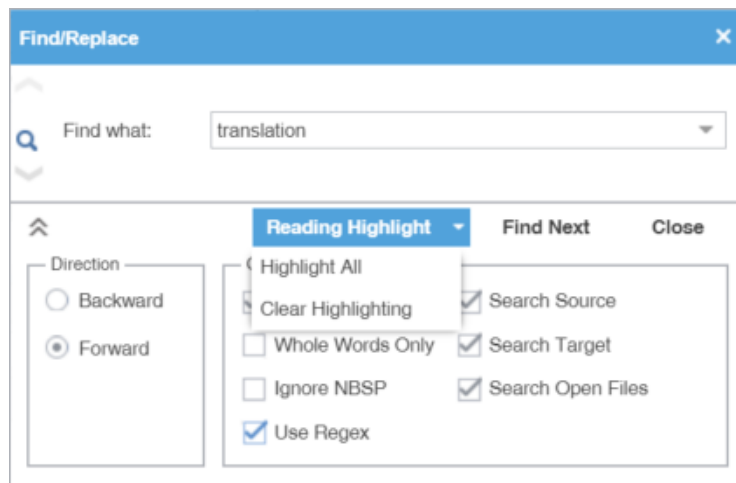 Find/Replace
Find what:
translation
Reading Highlight
Find Next
Close
Highlight All
Clear Highlighting
Direction
Backward
Forward
Search Source
Whole Words Only
Search Target
Ignore NBSP
Search Open Files
Use Regex